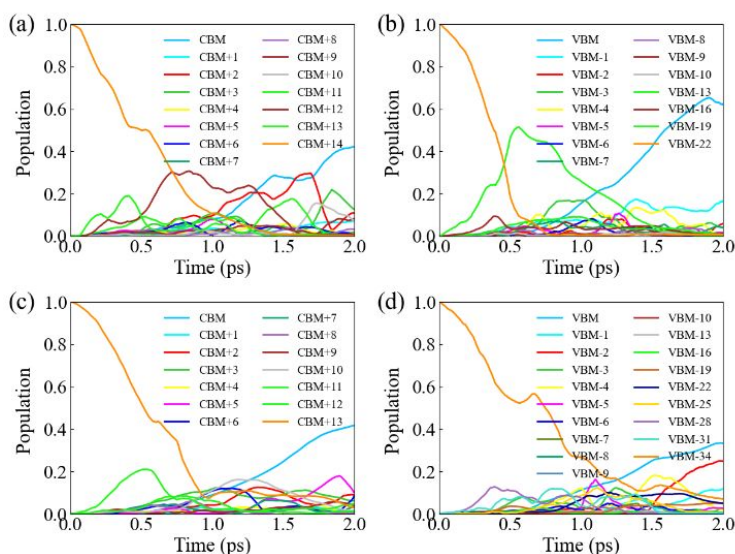 (a)
1.0
0.8
0.6
0.4
0.2
0.0
Population
CBM
CBM+1
CBM+2
CBM+3
CBM+4
CBM+5
CBM+6
CBM+7
CBM+8
CBM+9
CBM+10
CBM+11
CBM+12
CBM+13
CBM+14
0.0 0.5 1.0 1.5 2.0
Time (ps)
(b)
1.0
0.8
0.6
0.4
0.2
0.0
Population
VBM
VBM-1
VBM-2
VBM-3
VBM-4
VBM-5
VBM-6
VBM-7
VBM-8
VBM-9
VBM-10
VBM-13
VBM-16
VBM-19
VBM-22
0.0 0.5 1.0 1.5 2.0
Time (ps)
(c)
1.0
0.8
0.6
0.4
0.2
0.0
Population
CBM
CBM+1
CBM+2
CBM+3
CBM+4
CBM+5
CBM+6
CBM+7
CBM+8
CBM+9
CBM+10
CBM+11
CBM+12
CBM+13
0.0 0.5 1.0 1.5 2.0
Time (ps)
(d)
1.0
0.8
0.6
0.4
0.2
0.0
Population
VBM
VBM-1
VBM-2
VBM-3
VBM-4
VBM-5
VBM-6
VBM-7
VBM-8
VBM-9
VBM-10
VBM-13
VBM-16
VBM-19
VBM-22
VBM-25
VBM-28
VBM-31
VBM-34
0.0 0.5 1.0 1.5 2.0
Time (ps)